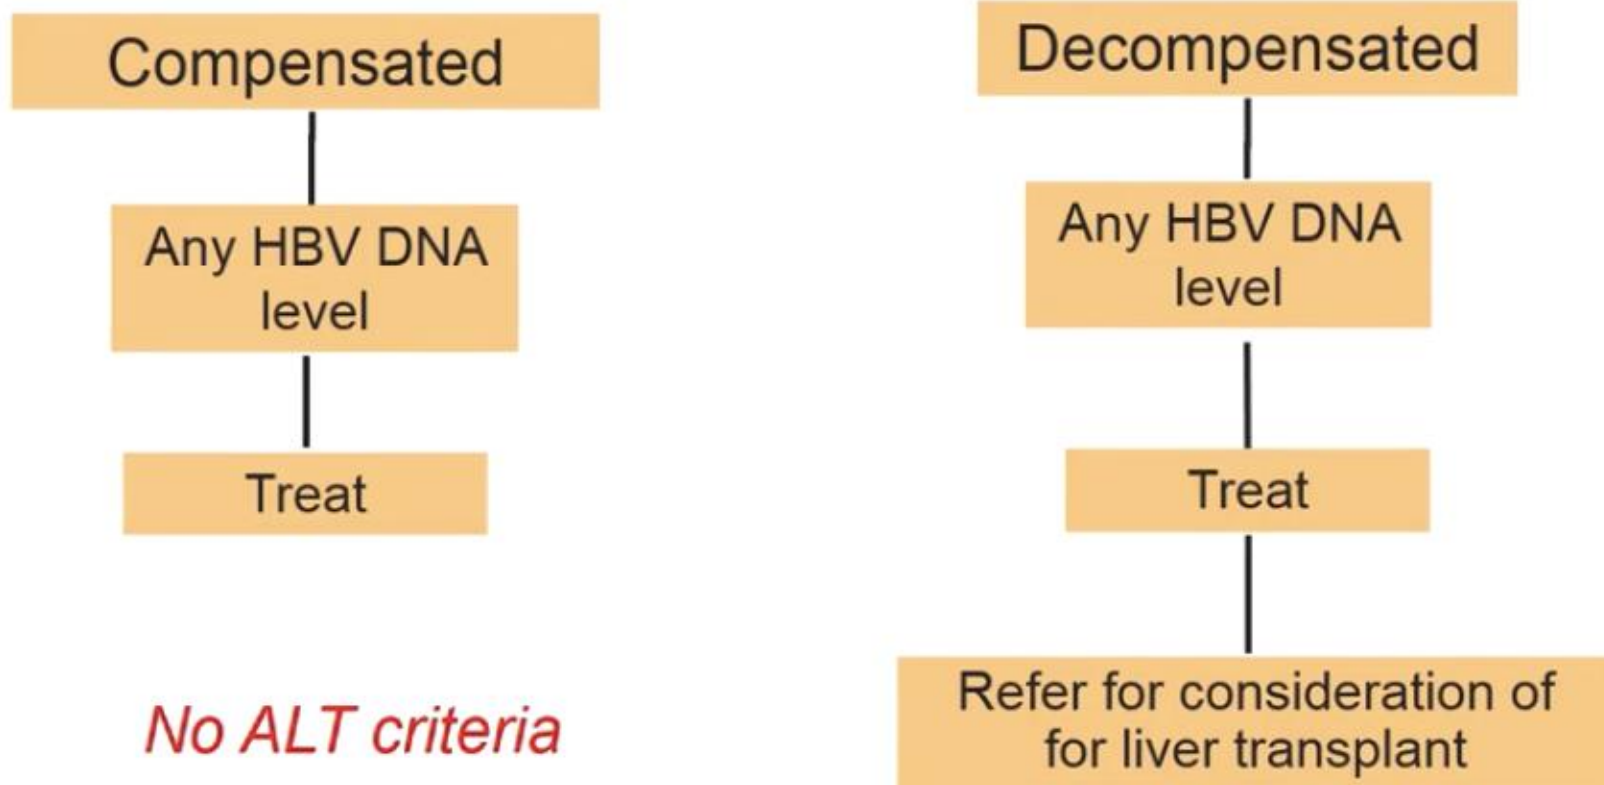 Compensated
Any HBV DNA
level
Treat
No ALT criteria
Decompensated
Any HBV DNA
level
Treat
Refer for consideration of
for liver transplant